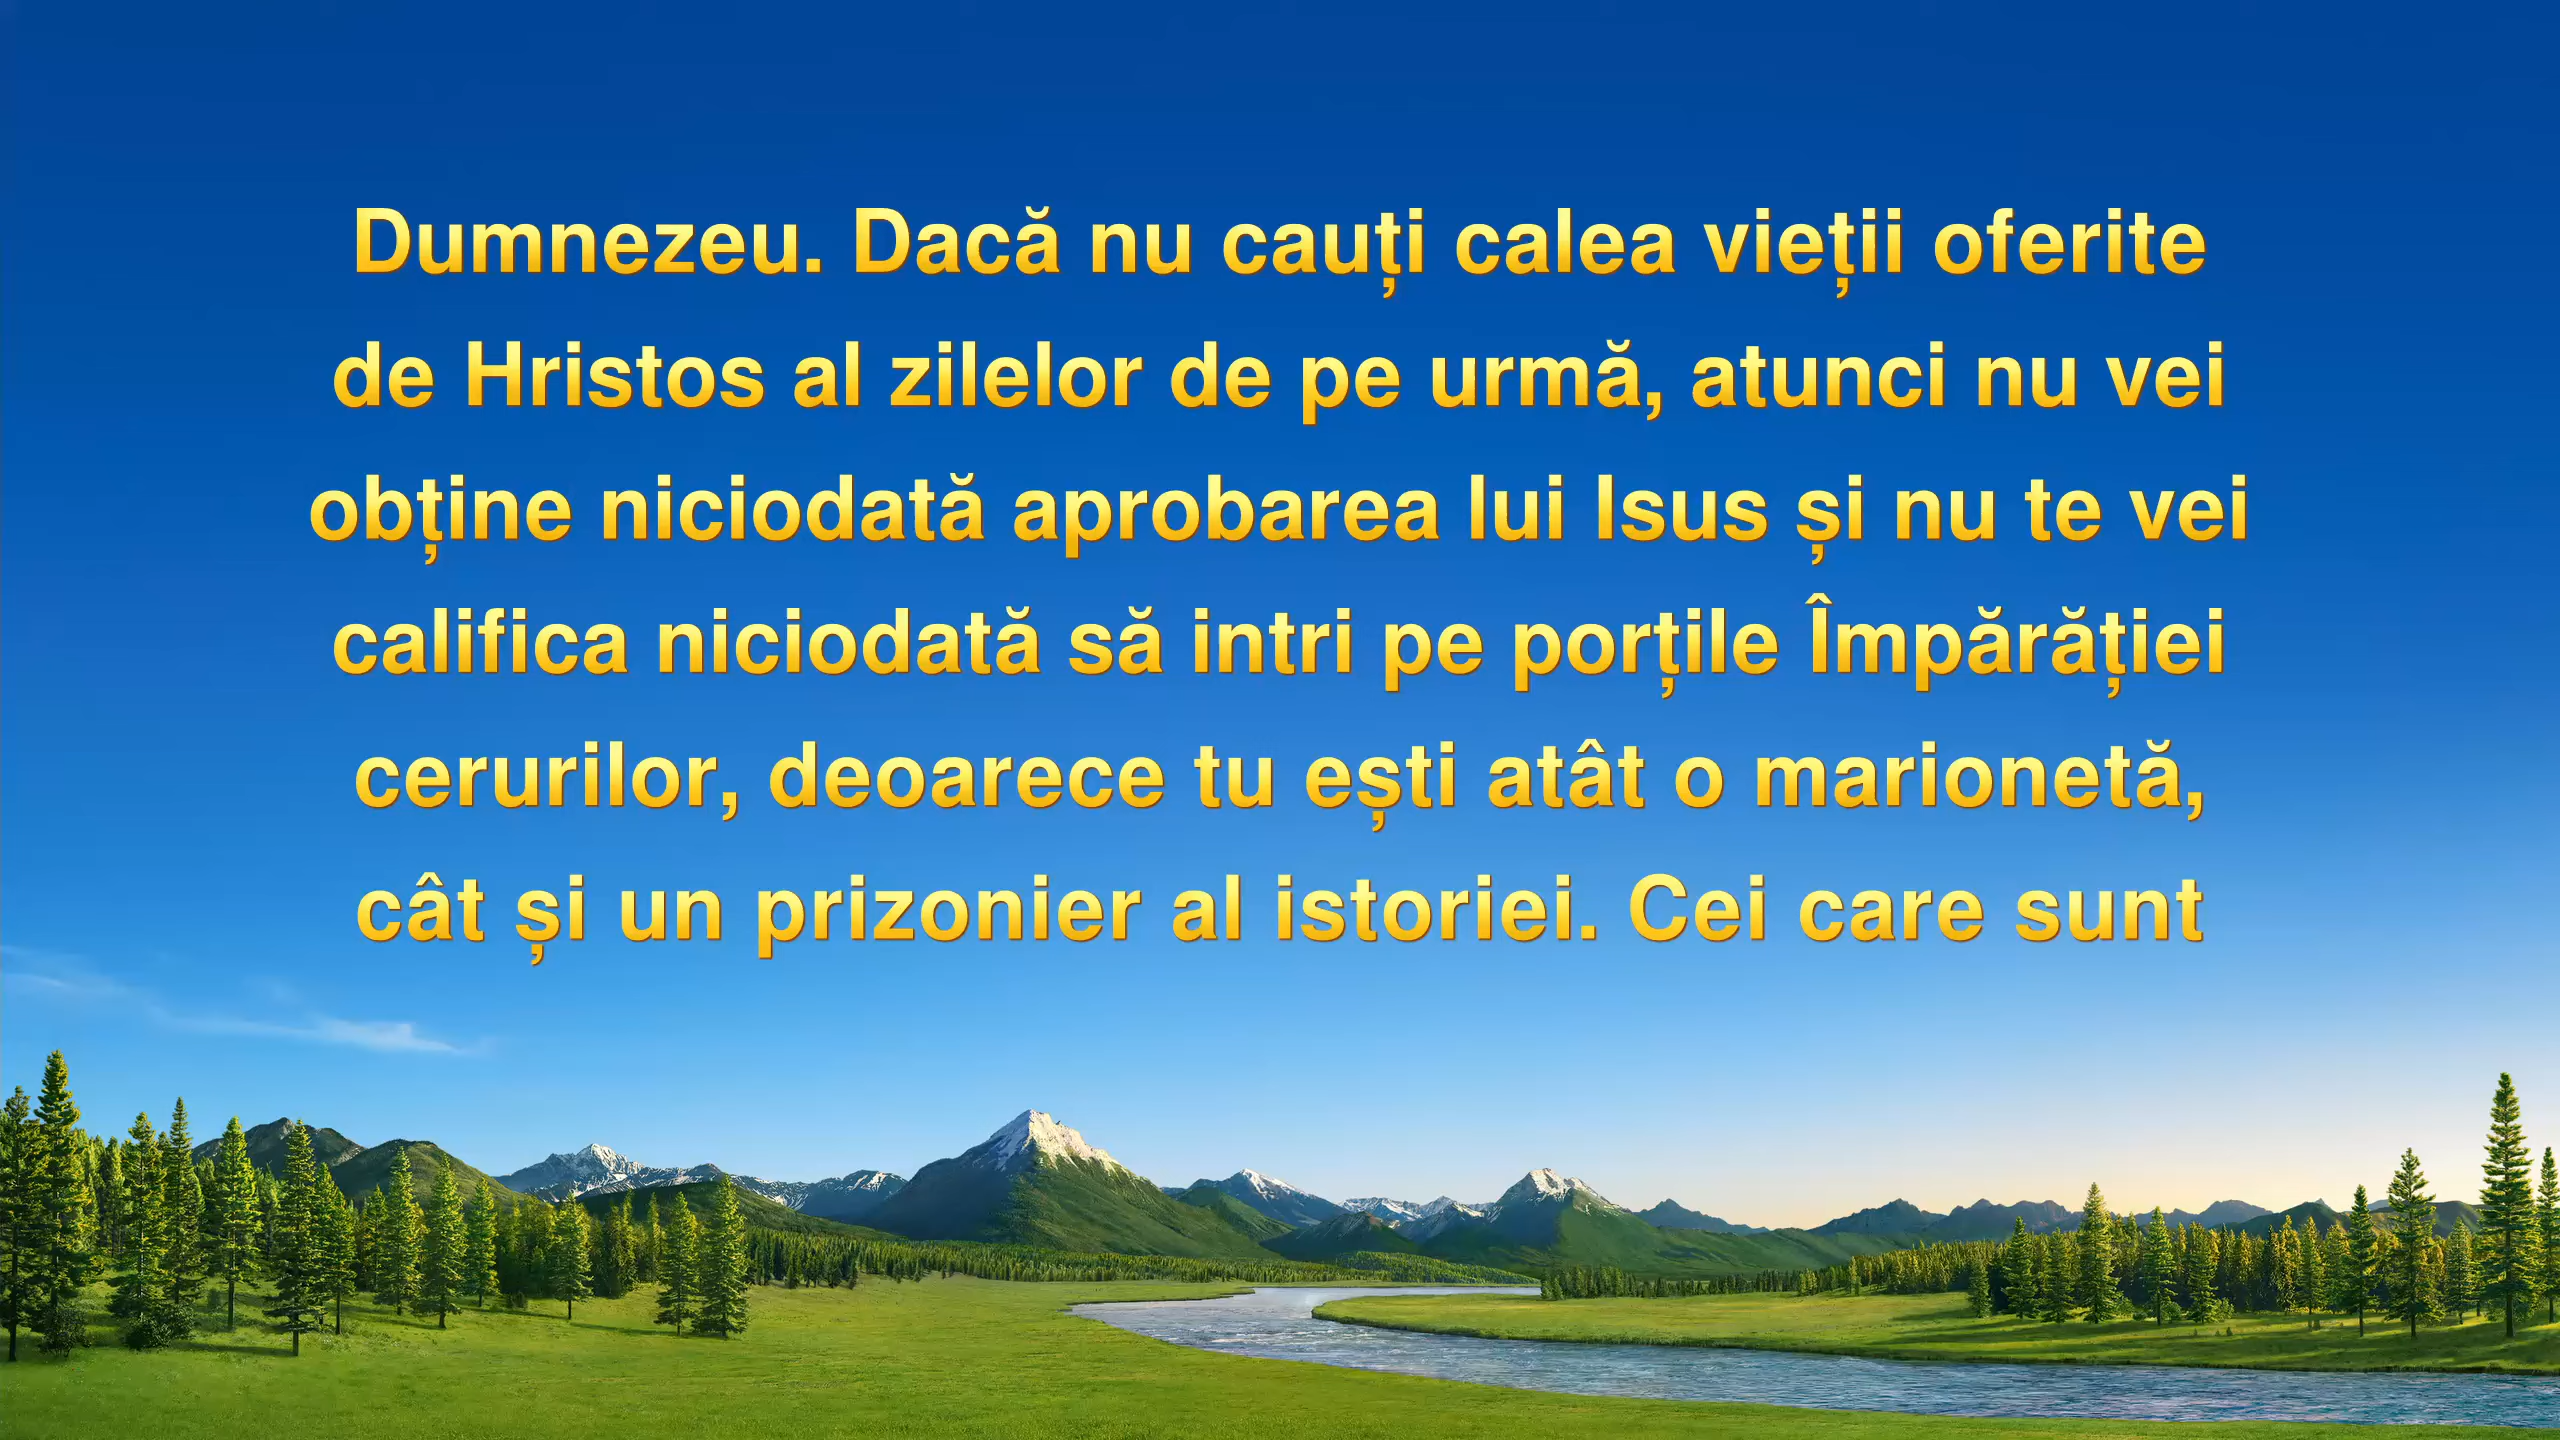 Dumnezeu. Dacă nu cauți calea vieții oferite
de Hristos al zilelor de pe urmă, atunci nu vei
obține niciodată aprobarea lui Isus și nu te vei
califica niciodată să intri pe porțile Împărăției
cerurilor, deoarece tu ești atât o marionetă,
cât și un prizonier al istoriei. Cei care sunt